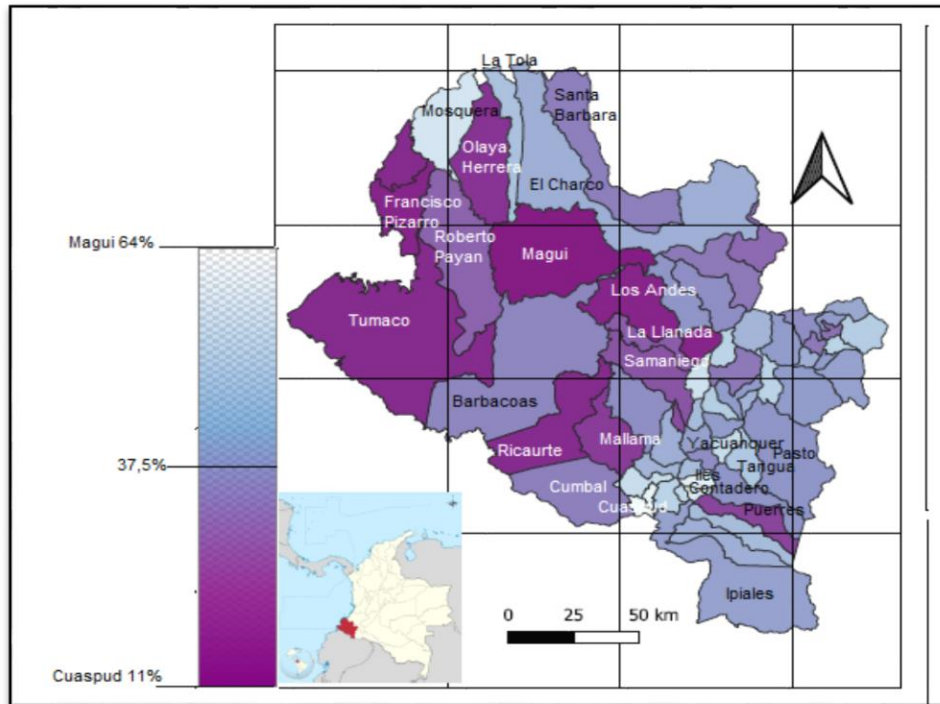 La Tola
Santa
Barbara
Mosquera
Olaya
Herrera
El Charco
Francisco
Pizarro
Roberto
Payan
Magui
Magui 64%
Los Andes
Tumaco
La Llanada
Samaniego
Barbacoas
Ricaurte
Mallama
Yacuanquer
Pasto
37,5%
Tangua
Iles
Contadero
Cumbal
Cuaspud
Puerres
Ipiales
0 25 50 km
Cuaspud 11%